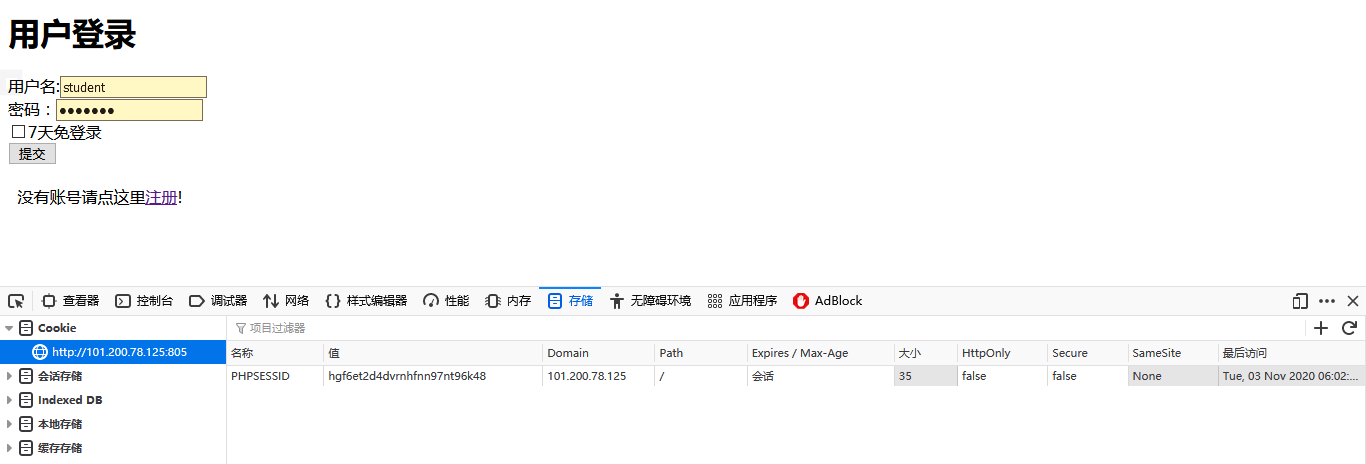 用户登录
用户名:student
密码：●●●●●●●
7天免登录
提交
没有账号请点这里注册!
查看器 控制台 调试器 网络 样式编辑器 性能 内存 存储 无障碍环境 应用程序 AdBlock
Cookie 项目过滤器
http://101.200.78.125:805 名称 值 Domain Path Expires / Max-Age 大小 HttpOnly Secure SameSite 最后访问
会话存储 PHPSESSID hgf6et2d4dvrnhfnn97nt96k48 101.200.78.125 / 会话 35 false false None Tue, 03 Nov 2020 06:02:...
Indexed DB
本地存储
缓存存储